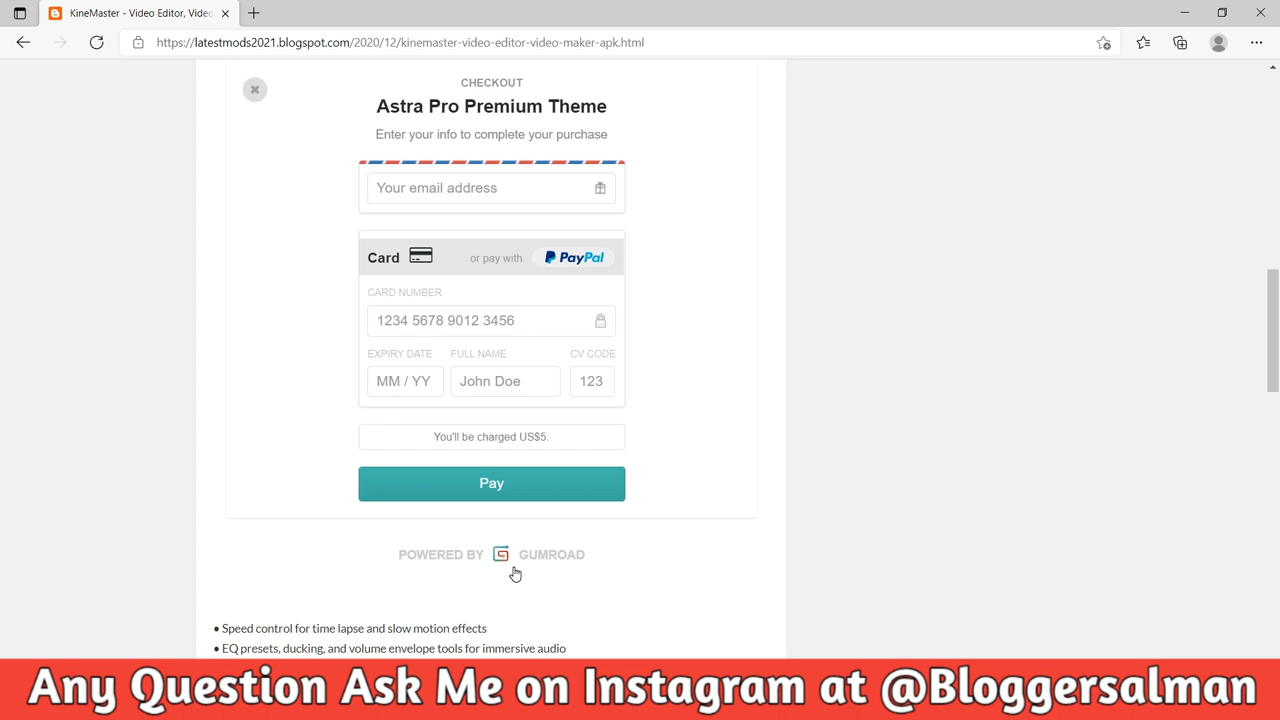 KineMaster - Video Editor, Video
https://latestmods2021.blogspot.com/2020/12/kinemaster-video-editor-video-maker-apk.html
CHECKOUT
Astra Pro Premium Theme
Enter your info to complete your purchase
Your email address
Card or pay with PayPal
CARD NUMBER
1234 5678 9012 3456
EXPIRY DATE FULL NAME CV CODE
MM / YY John Doe 123
You'll be charged US$5.
Pay
POWERED BY GUMROAD
• Speed control for time lapse and slow motion effects
• EQ presets, ducking, and volume envelope tools for immersive audio
Any Question Ask Me on Instagram at @Bloggersalman